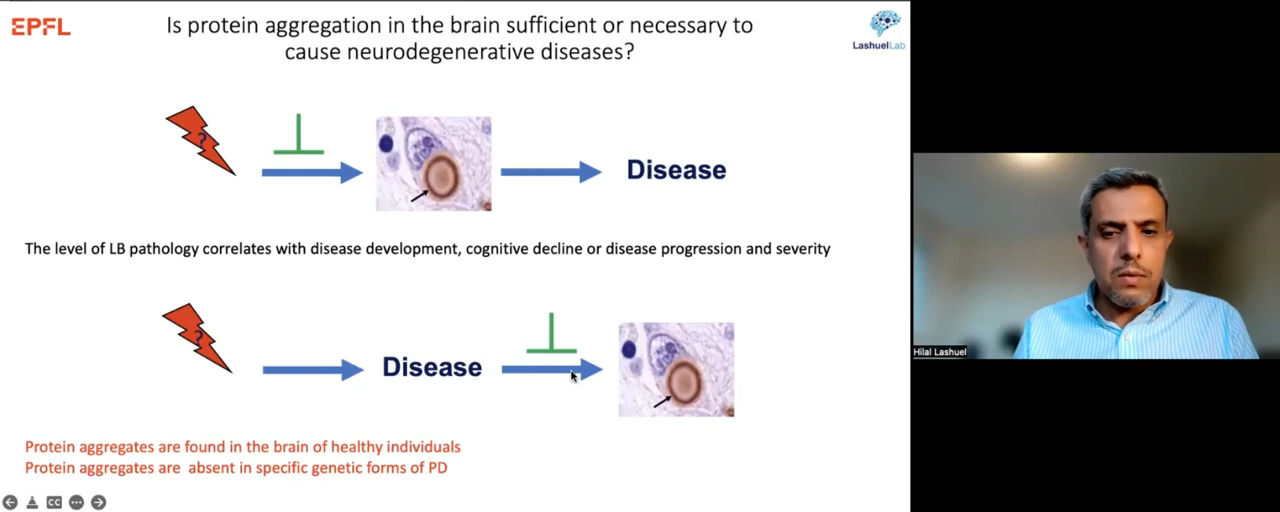 EPFL
Is protein aggregation in the brain sufficient or necessary to
cause neurodegenerative diseases?
LashuelLab
?
Disease
The level of LB pathology correlates with disease development, cognitive decline or disease progression and severity
?
Disease
Protein aggregates are found in the brain of healthy individuals
Protein aggregates are absent in specific genetic forms of PD
CC
Hilal Lashuel